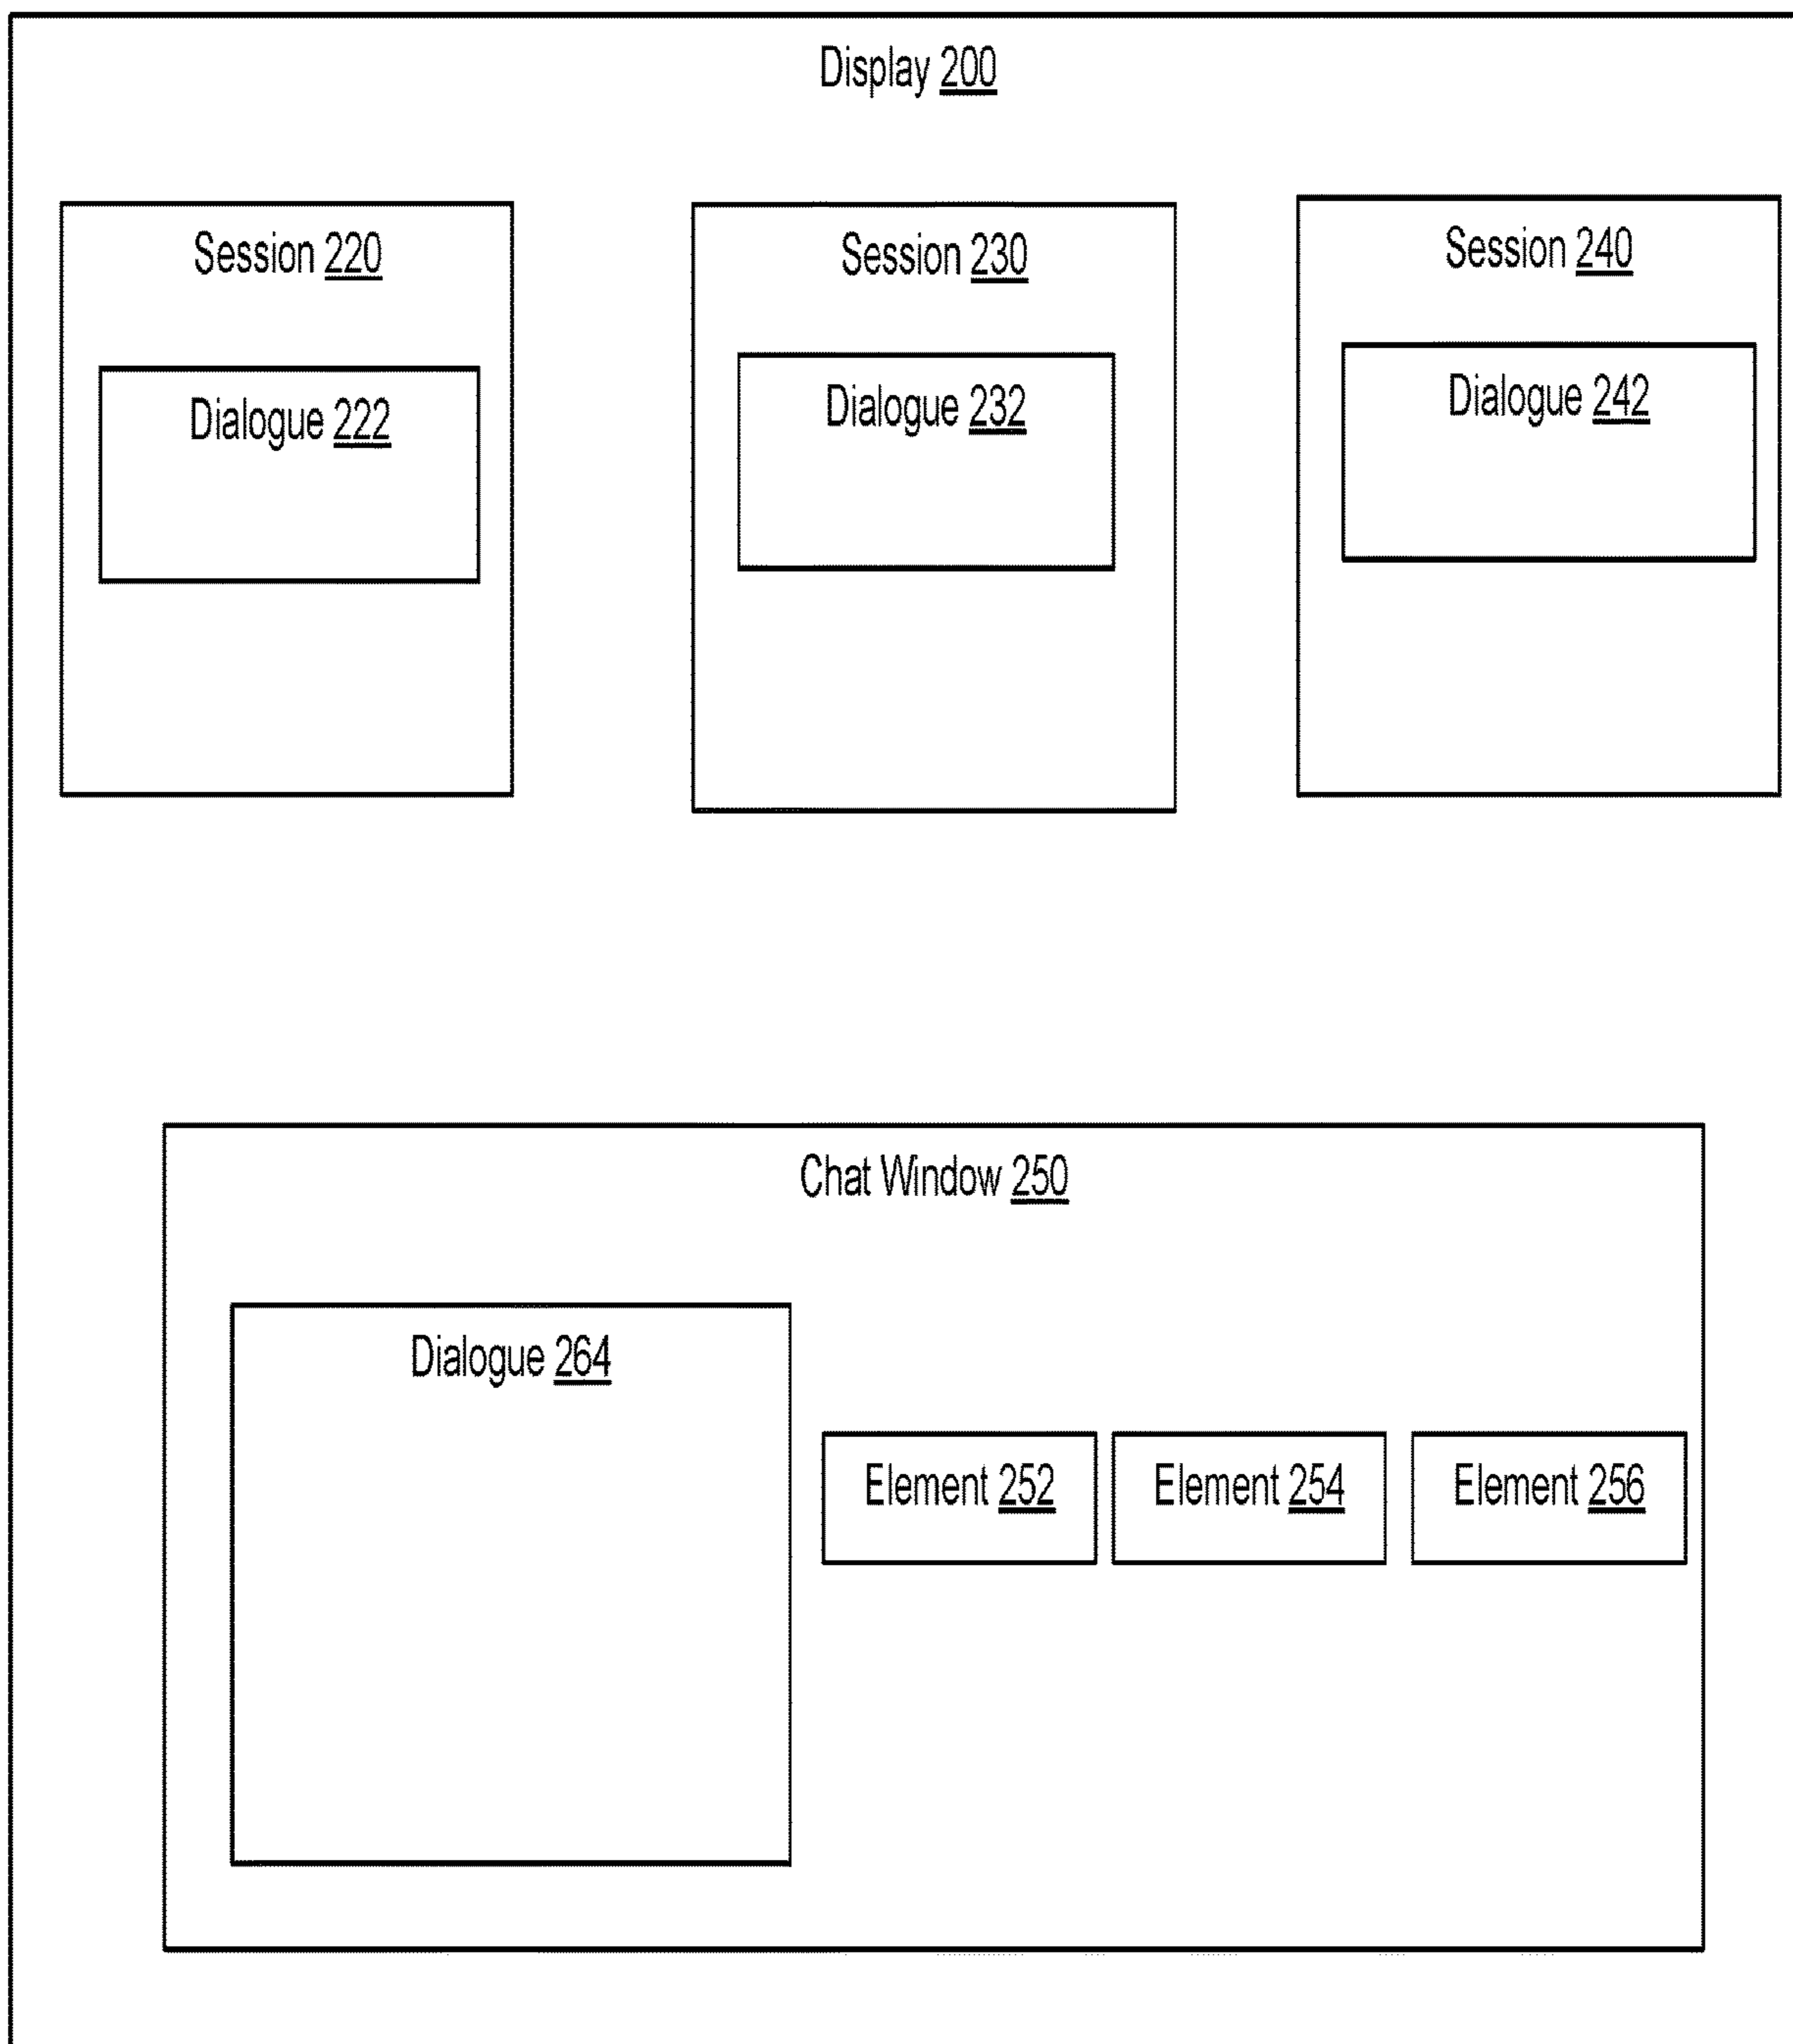 Display 200
Session 220
Session 230
Session 240
Dialogue 222
Dialogue 232
Dialogue 242
Chat Window 250
Dialogue 264
Element 252
Element 254
Element 256